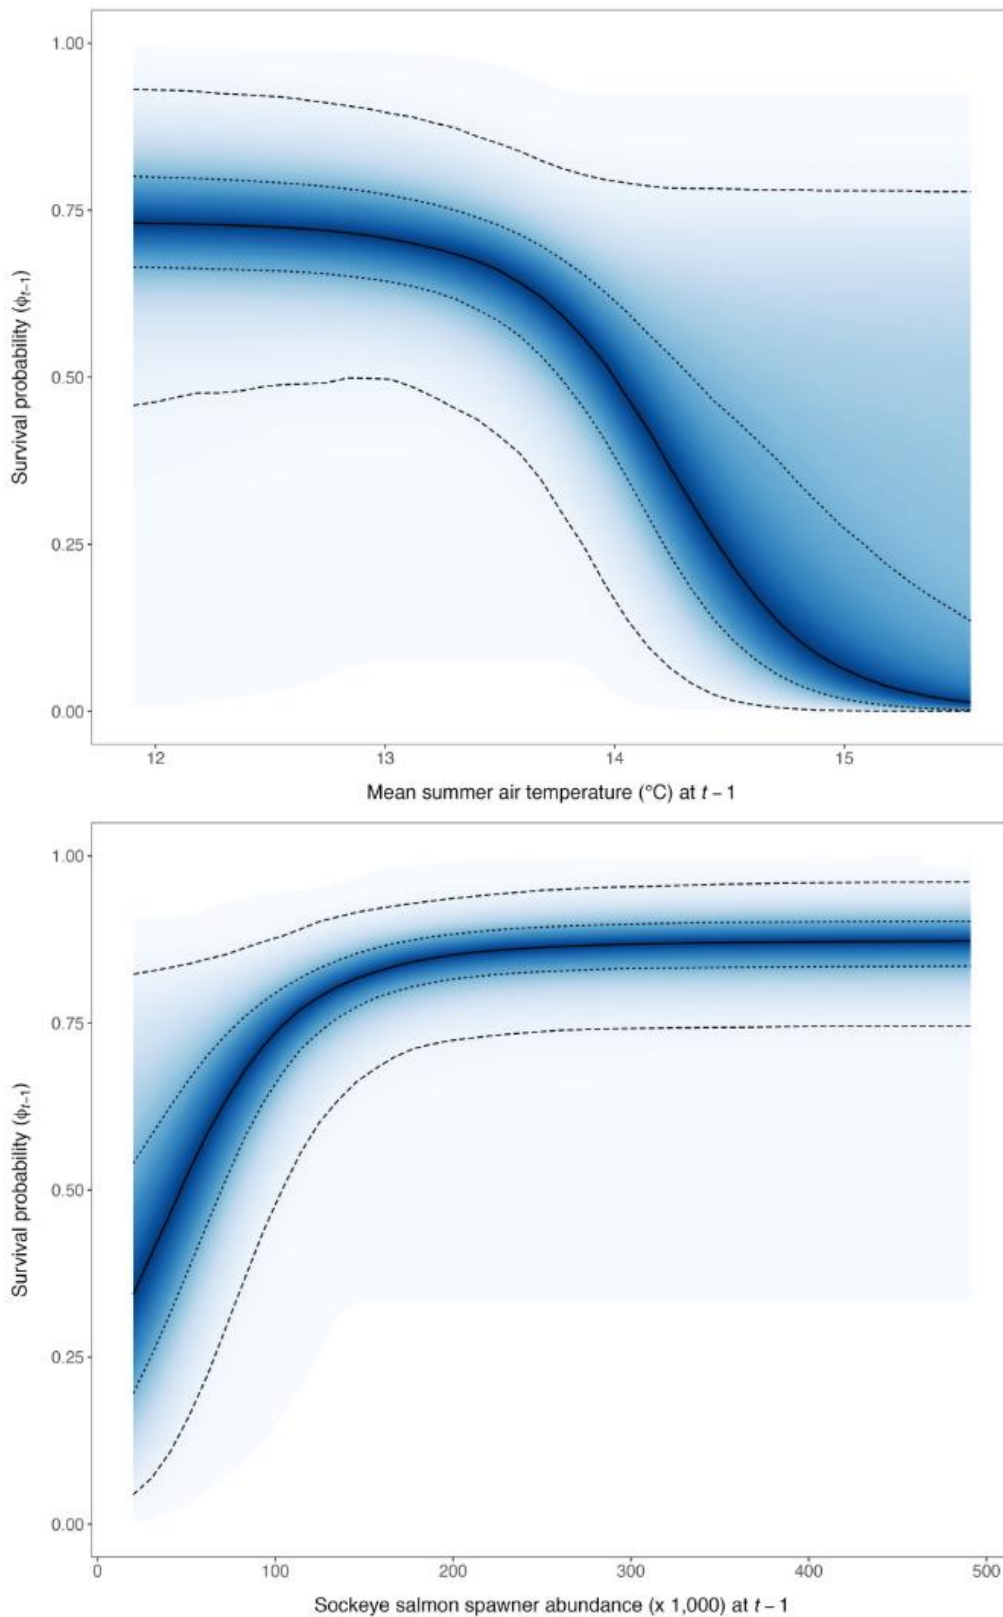 1.00
0.75
0.50
0.25
0.00
Survival probability (ϕt−1)
12 13 14 15
Mean summer air temperature (°C) at t − 1
1.00
0.75
0.50
0.25
0.00
Survival probability (ϕt−1)
0 100 200 300 400 500
Sockeye salmon spawner abundance (x 1,000) at t − 1